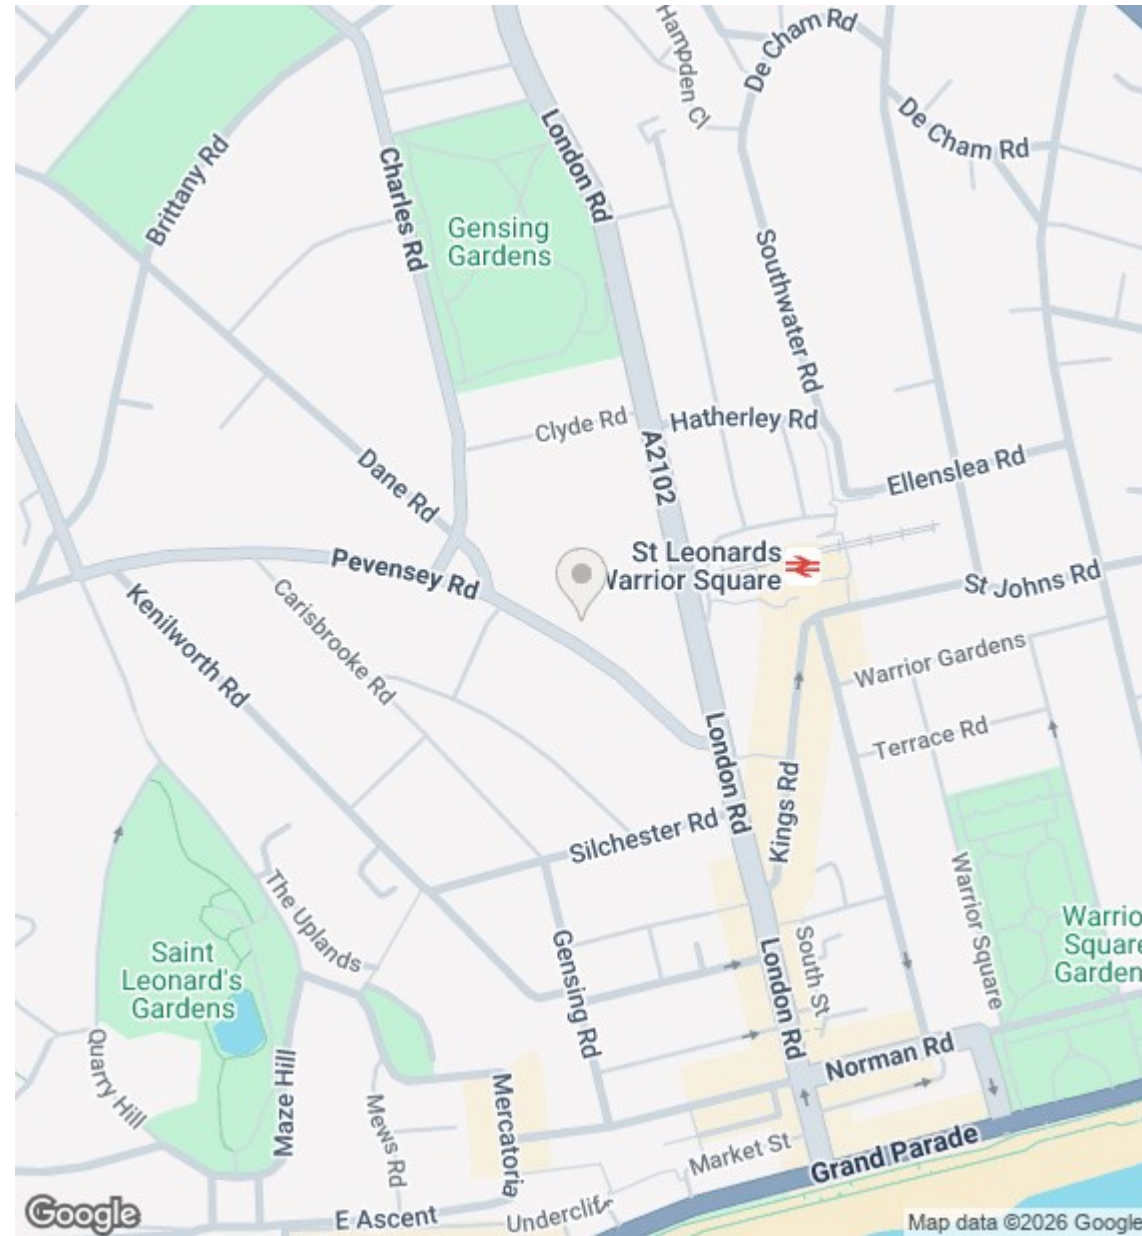 Hampden Cl
De Cham Rd
De Cham Rd
London Rd
Brittany Rd
Charles Rd
Gensing
Gardens
Southwater Rd
Clyde Rd
Hatherley Rd
A2102
Ellenslea Rd
Dane Rd
St Leonards
Warrior Square
Pevensey Rd
St Johns Rd
Carisbrooke Rd
Kenilworth Rd
Warrior Gardens
Terrace Rd
London Rd
Kings Rd
Silchester Rd
The Uplands
Warrior Square
Warrio
Square
Garden
Saint
Leonard's
Gardens
Gensing Rd
London Rd
South St
Norman Rd
Quarry Hill
Maze Hill
Mews Rd
Mercatoria
Market St
Grand Parade
E Ascent
Undercliff
Google
Map data ©2026 Google